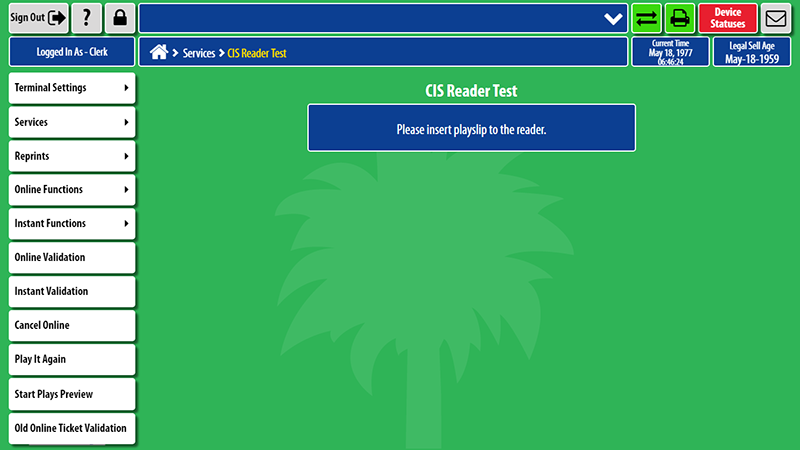 Sign Out
?
Device
Statuses
Logged In As - Clerk
Services
CIS Reader Test
Current Time
May 18, 1977
06:46:24
Legal Sell Age
May-18-1959
Terminal Settings
Services
Reprints
Online Functions
Instant Functions
Online Validation
Instant Validation
Cancel Online
Play It Again
Start Plays Preview
Old Online Ticket Validation
CIS Reader Test
Please insert playslip to the reader.